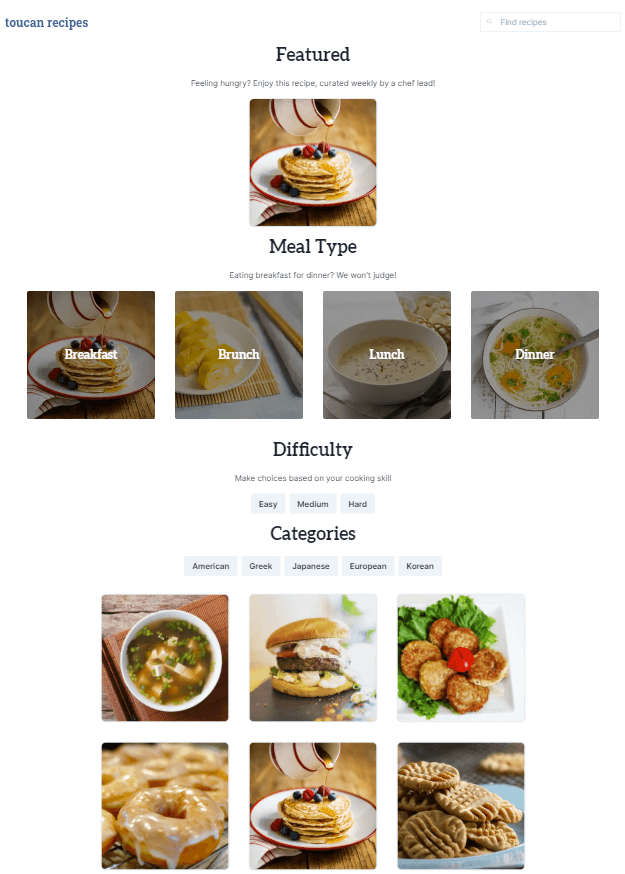 toucan recipes
Find recipes
Featured
Feeling hungry? Enjoy this recipe, curated weekly by a chef lead!
Meal Type
Eating breakfast for dinner? We won't judge!
Breakfast
Brunch
Lunch
Dinner
Difficulty
Make choices based on your cooking skill
Easy
Medium
Hard
Categories
American
Greek
Japanese
European
Korean